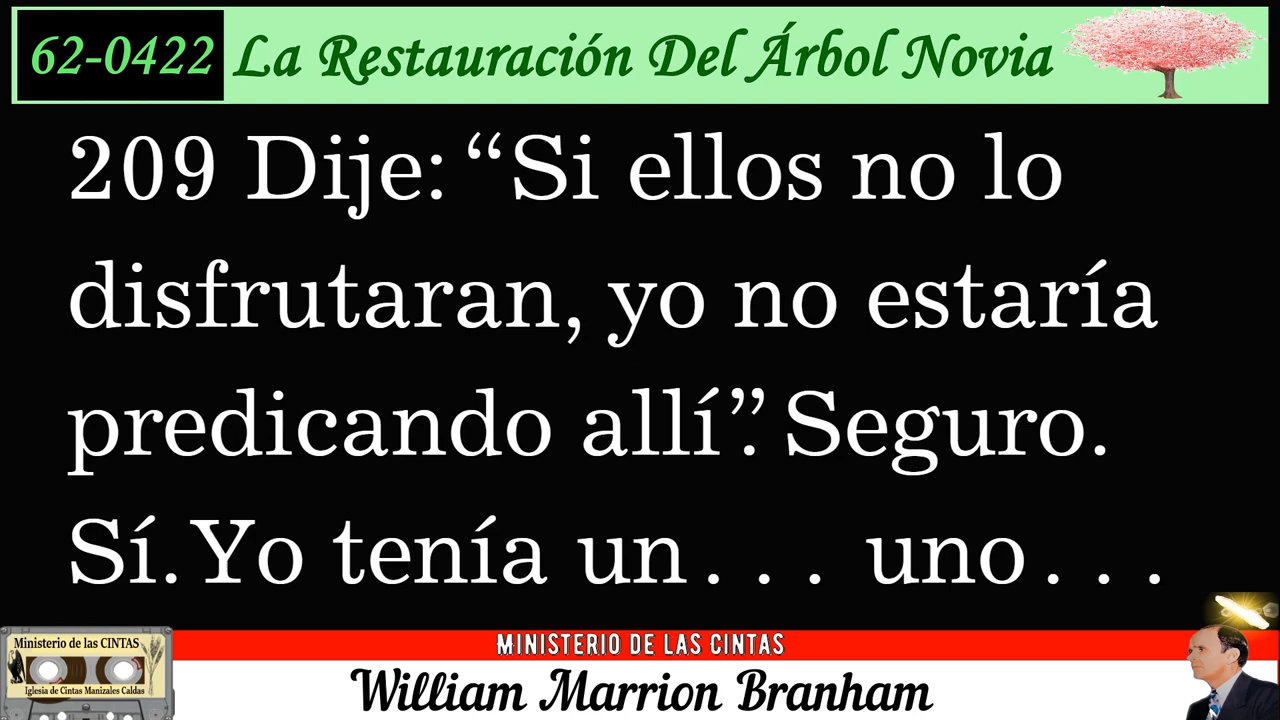 62-0422 La Restauración Del Árbol Novia
209 Dije: “Si ellos no lo
disfrutaran, yo no estaría
predicando allí”. Seguro.
Sí. Yo tenía un . . . uno . . .
Ministerio de las CINTAS
Iglesia de Cintas Manizales Caldas
MINISTERIO DE LAS CINTAS
William Marrion Branham